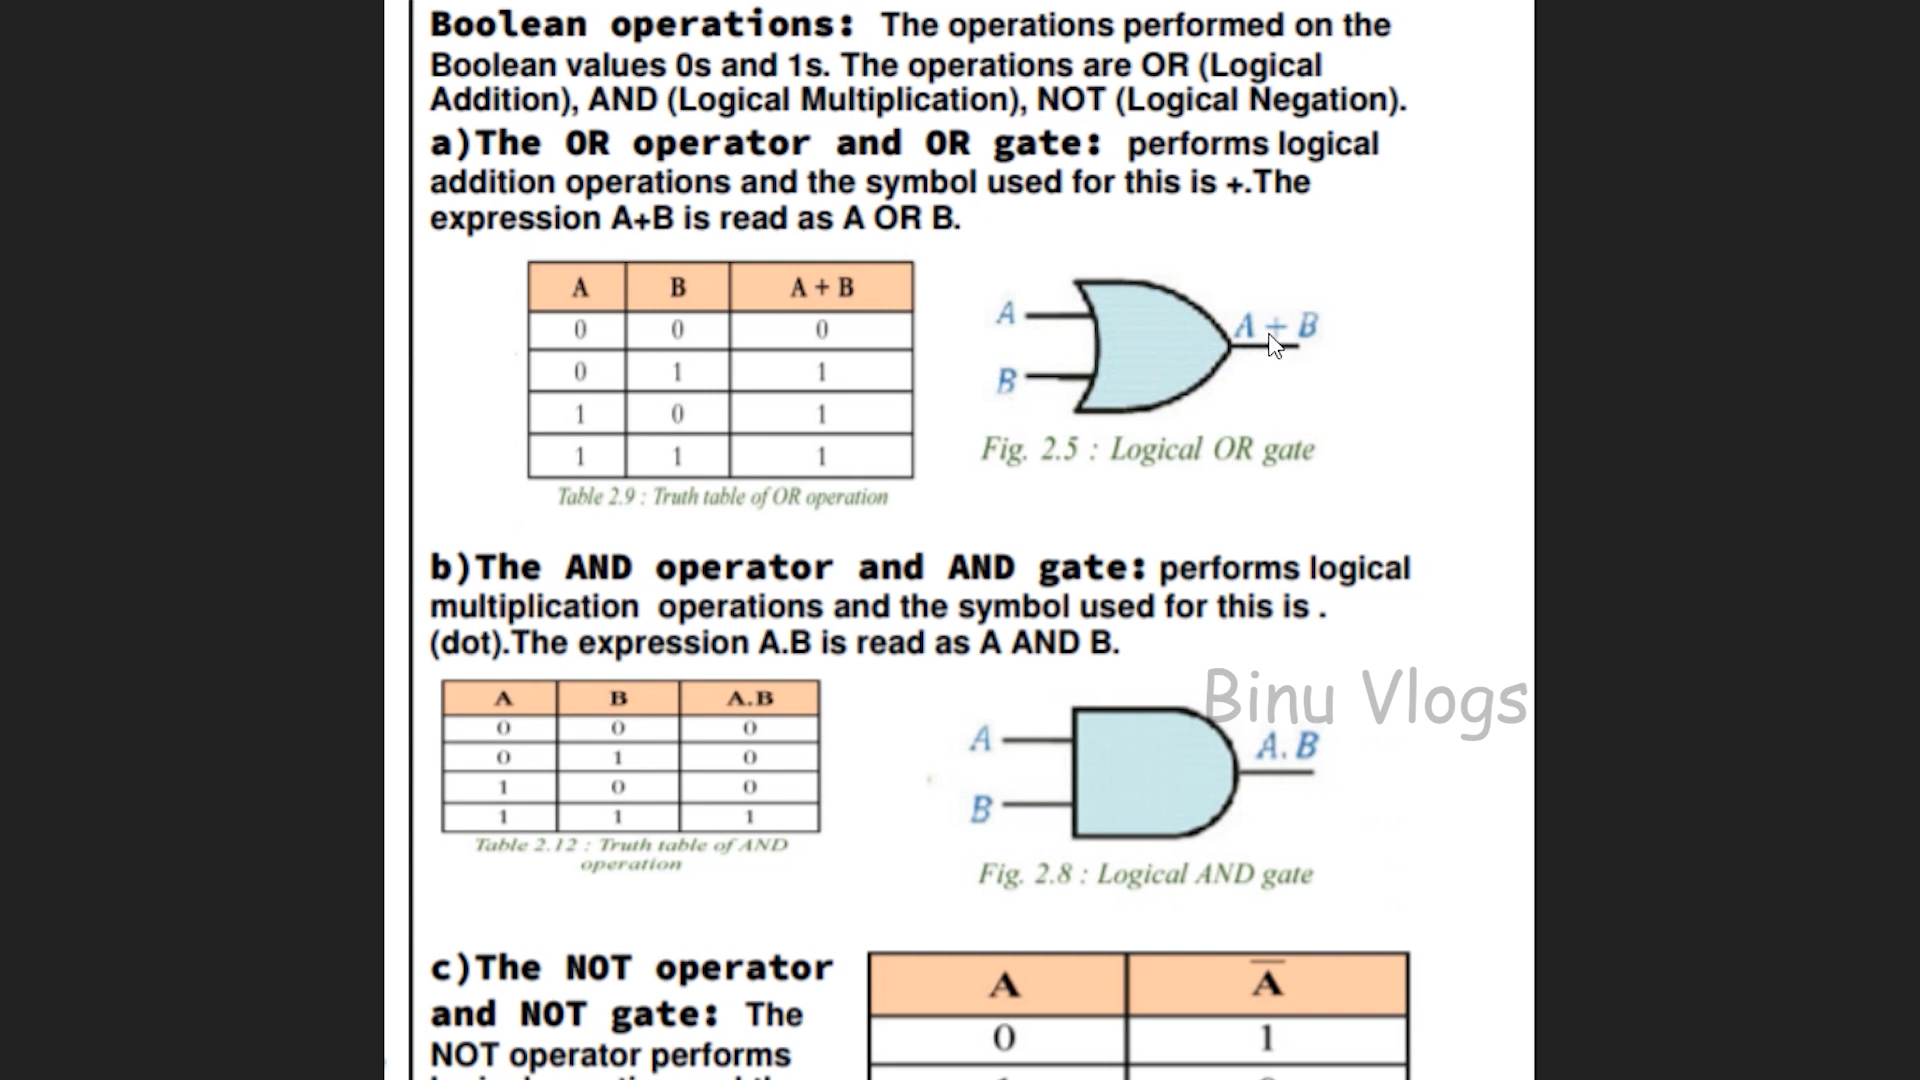 Boolean operations: The operations performed on the
Boolean values 0s and 1s. The operations are OR (Logical
Addition), AND (Logical Multiplication), NOT (Logical Negation).
a)The OR operator and OR gate: performs logical
addition operations and the symbol used for this is +.The
expression A+B is read as A OR B.
A B A + B
0 0 0
0 1 1
1 0 1
1 1 1
Table 2.9 : Truth table of OR operation
A
B
A + B
Fig. 2.5 : Logical OR gate
b)The AND operator and AND gate: performs logical
multiplication operations and the symbol used for this is .
(dot).The expression A.B is read as A AND B.
A B A.B
0 0 0
0 1 0
1 0 0
1 1 1
Table 2.12 : Truth table of AND
operation
Binu Vlogs
A
B
A.B
Fig. 2.8 : Logical AND gate
c)The NOT operator
and NOT gate: The
NOT operator performs
A A̅
0 1